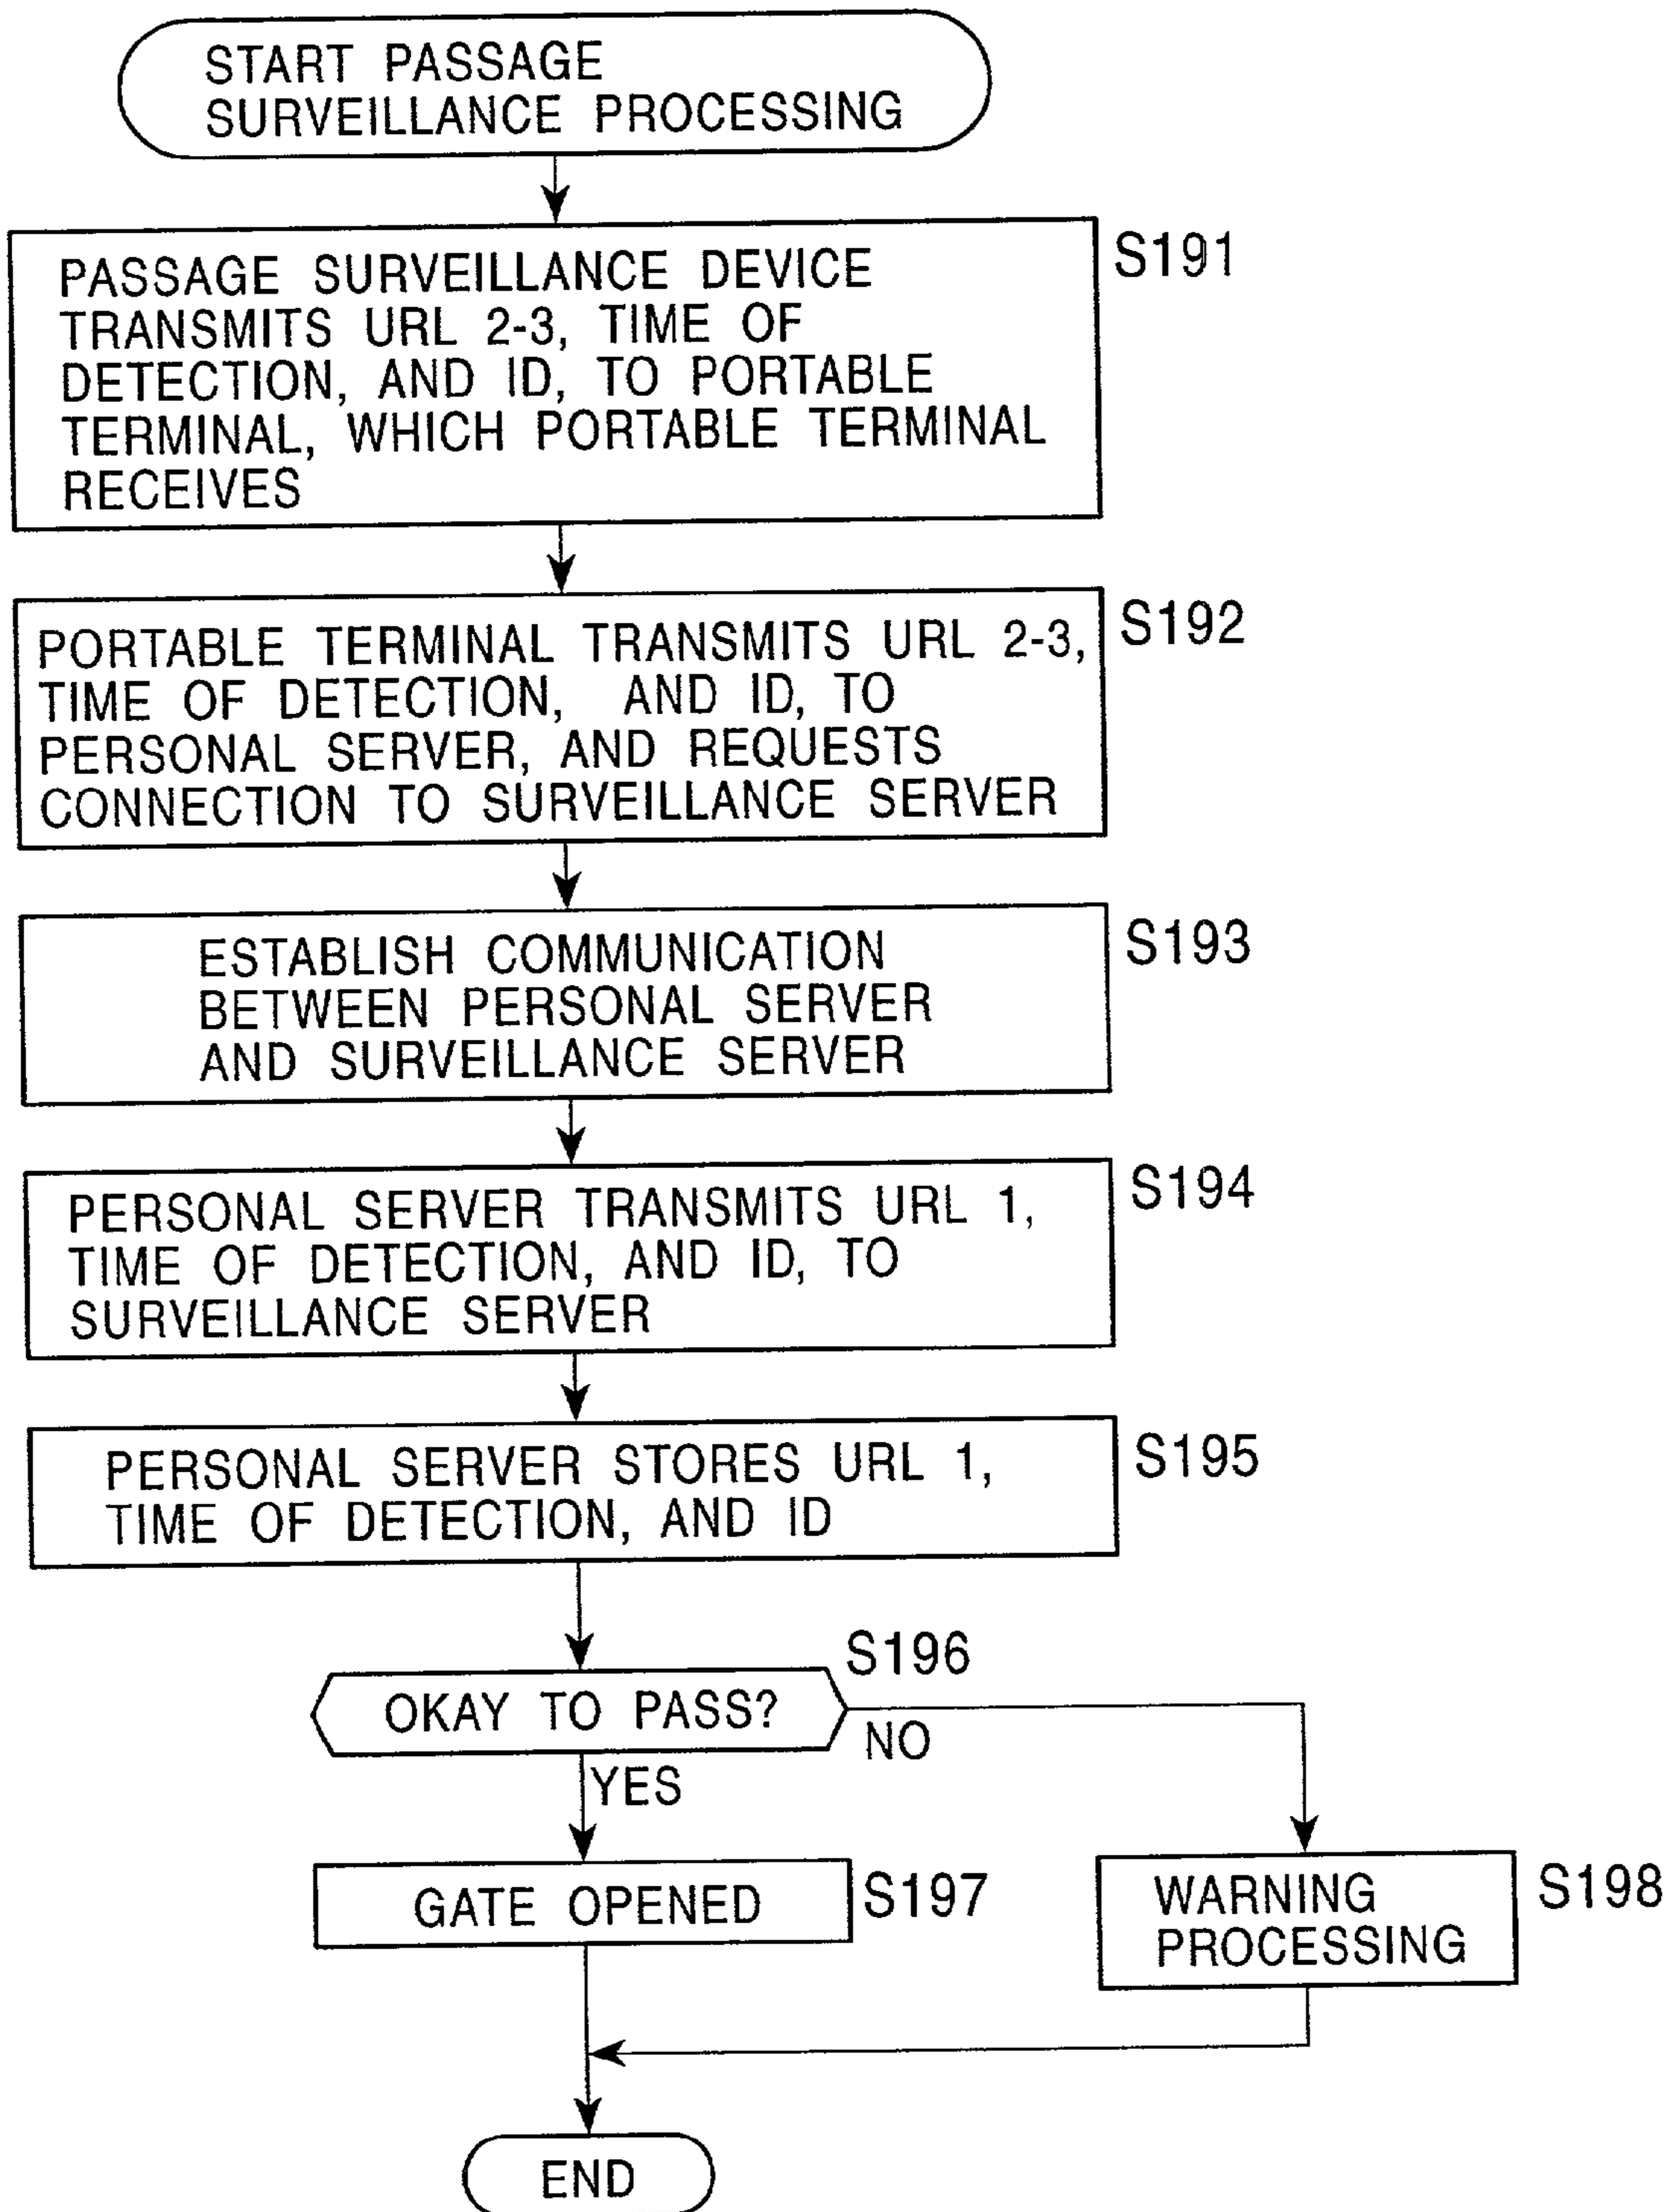 START PASSAGE
SURVEILLANCE PROCESSING
PASSAGE SURVEILLANCE DEVICE
TRANSMITS URL 2-3, TIME OF
DETECTION, AND ID, TO PORTABLE
TERMINAL, WHICH PORTABLE TERMINAL
RECEIVES
S191
PORTABLE TERMINAL TRANSMITS URL 2-3,
TIME OF DETECTION, AND ID, TO
PERSONAL SERVER, AND REQUESTS
CONNECTION TO SURVEILLANCE SERVER
S192
ESTABLISH COMMUNICATION
BETWEEN PERSONAL SERVER
AND SURVEILLANCE SERVER
S193
PERSONAL SERVER TRANSMITS URL 1,
TIME OF DETECTION, AND ID, TO
SURVEILLANCE SERVER
S194
PERSONAL SERVER STORES URL 1,
TIME OF DETECTION, AND ID
S195
S196
OKAY TO PASS?
NO
YES
GATE OPENED
S197
WARNING
PROCESSING
S198
END